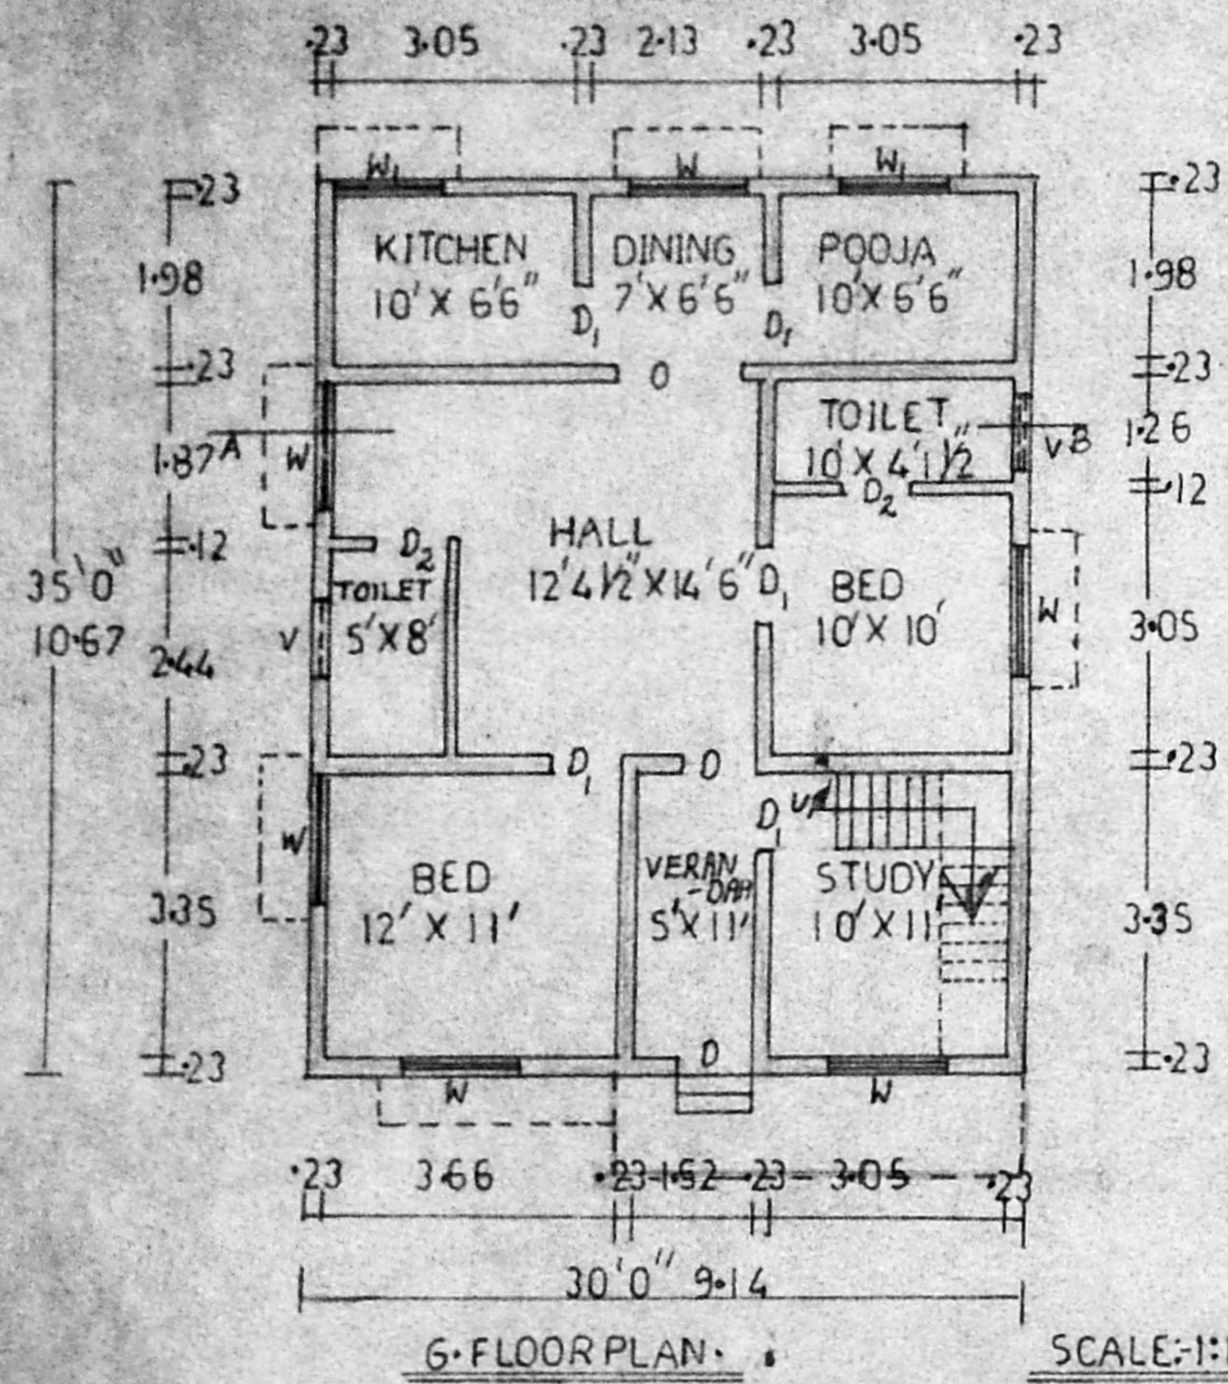 .23 3.05 .23 2.13 .23 3.05 .23
W1 W W1
.23 .23
KITCHEN DINING POOJA
10' X 6'6" 7' X 6'6" 10' X 6'6"
1.98 1.98
D1 D1
.23 O .23
TOILET
10' X 4'1½"
1.87 A W V B 1.26
D2 .12
HALL
12'4½" X 14'6"
.12 D2
TOILET
5' X 8'
D1 BED
10' X 10'
35'0"
10.67
V 2.44 W 3.05
.23 D1 O .23
D1 UP
W
BED
12' X 11'
VERAN
-DAH
5' X 11'
STUDY
10' X 11'
3.35 3.35
.23 D .23
W W
.23 3.66 .23 1.52 .23 3.05 .23
30'0" 9.14
G.FLOOR PLAN. SCALE:-1: